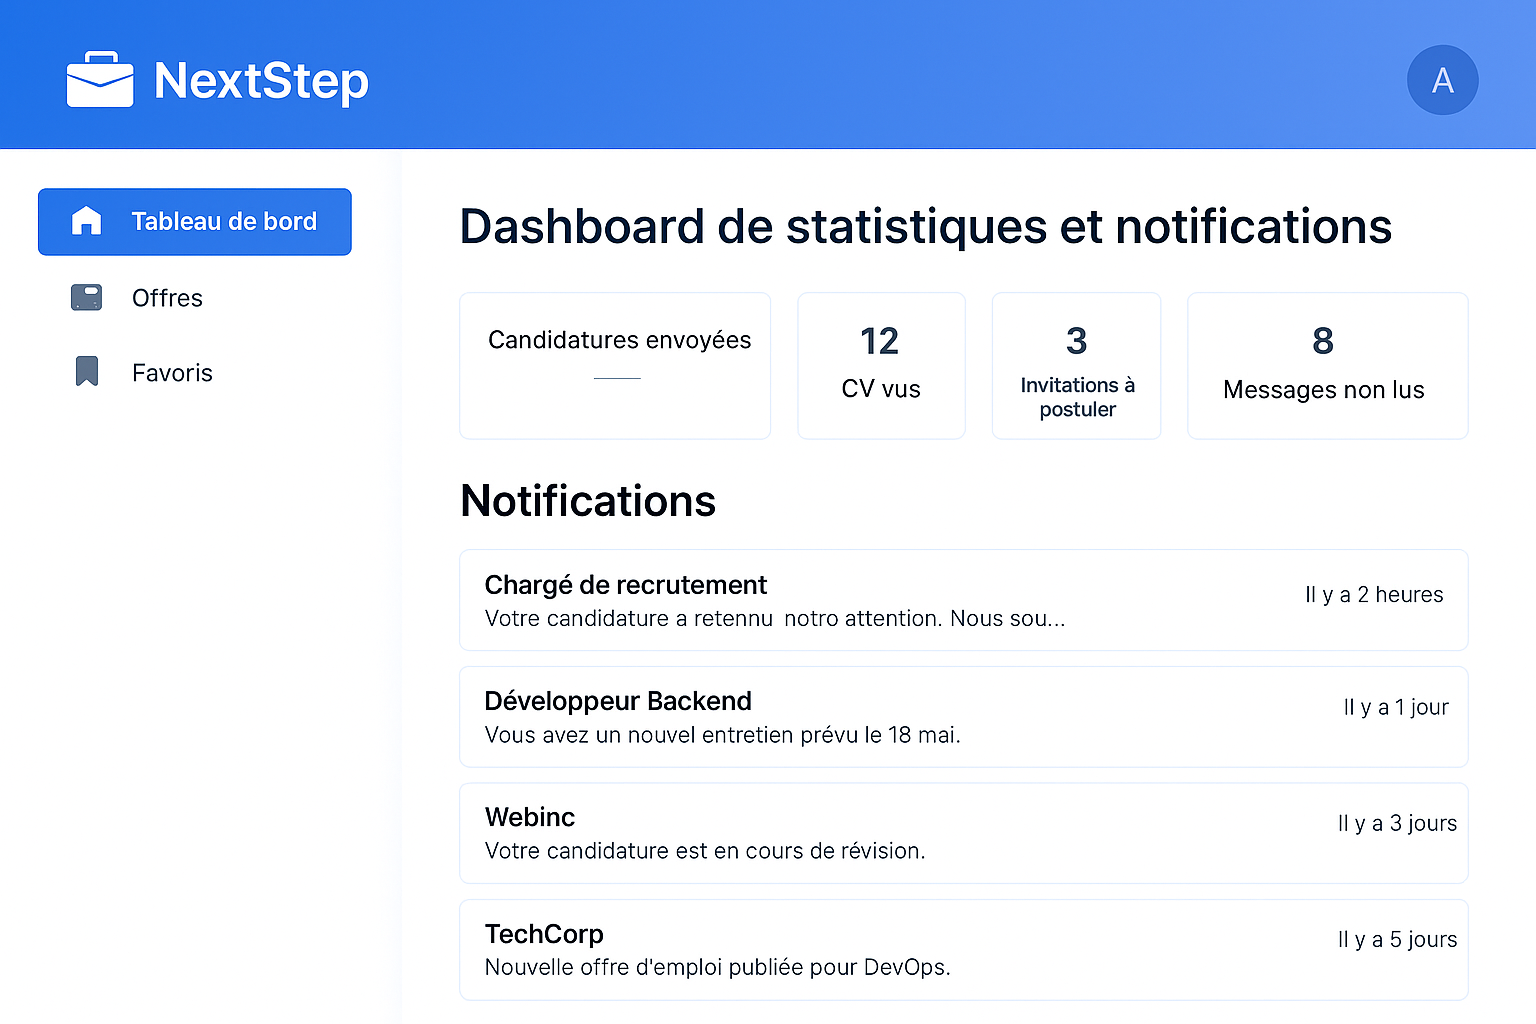 NextStep
A
Tableau de bord
Offres
Favoris
Dashboard de statistiques et notifications
Candidatures envoyées
12
CV vus
3
Invitations à
postuler
8
Messages non lus
Notifications
Chargé de recrutement
Il y a 2 heures
Votre candidature a retennu notro attention. Nous sou...
Développeur Backend
Il y a 1 jour
Vous avez un nouvel entretien prévu le 18 mai.
Webinc
Il y a 3 jours
Votre candidature est en cours de révision.
TechCorp
Il y a 5 jours
Nouvelle offre d'emploi publiée pour DevOps.